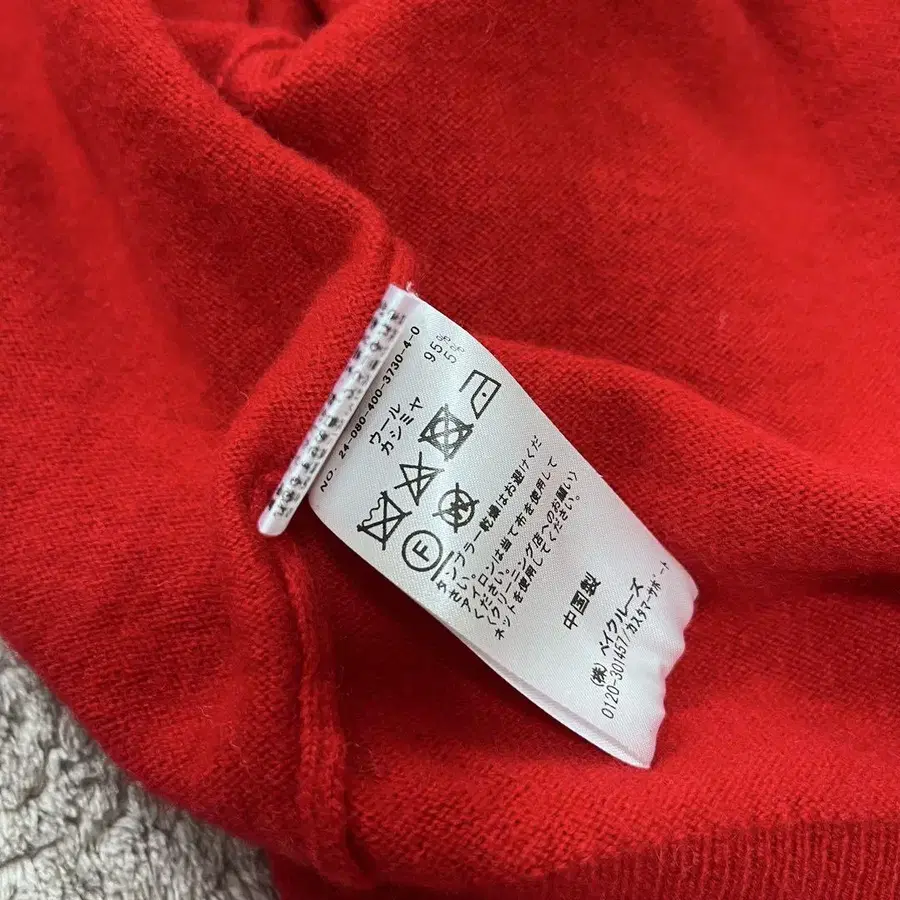 NO. 24-080-400-3730-4-0
ウール 95%
カシミヤ 5%
F
W
タンブラー乾燥はお避けくだ
さい。
アイロンは当て布を使用して
ください。
〈クリーニング店へのお願い〉
ネットを使用してください。
中国製
(株) ベイクルーズ
0120-301457/カスタマーサポート